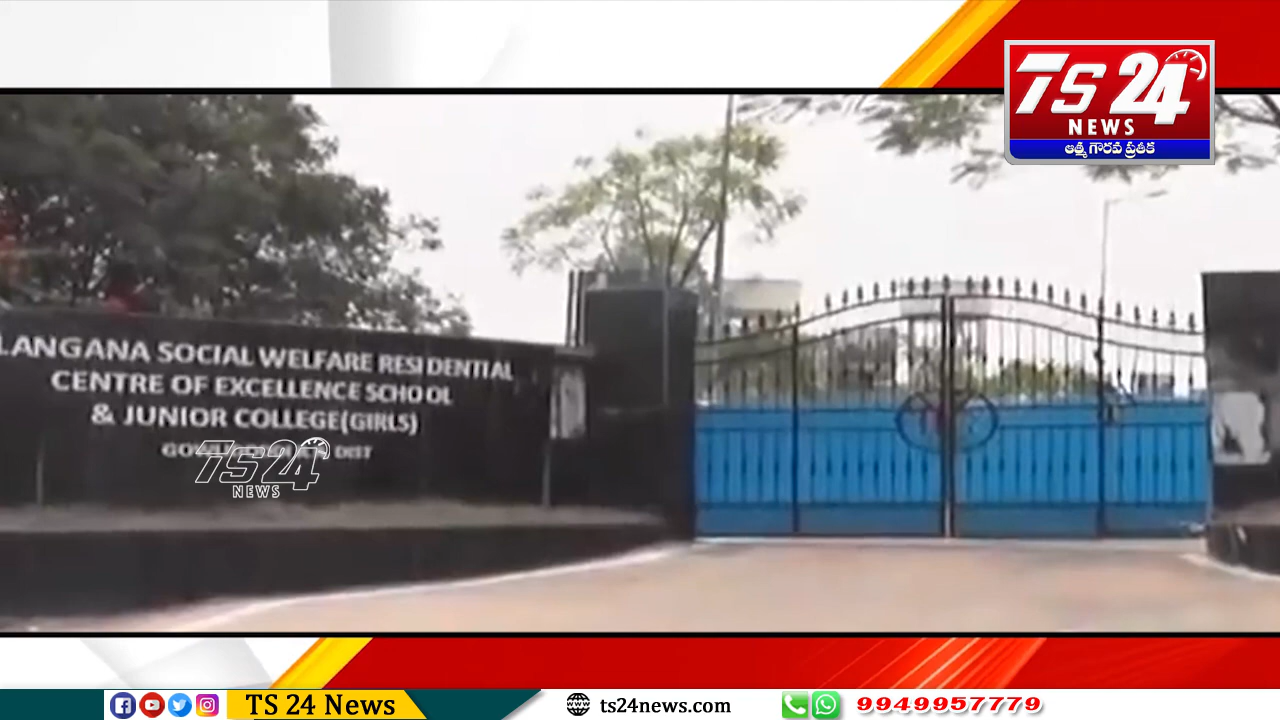 TS 24
NEWS
ఆత్మ గౌరవ ప్రతీక
LANGANA SOCIAL WELFARE RESIDENTIAL
CENTRE OF EXCELLENCE SCHOOL
& JUNIOR COLLEGE(GIRLS)
DIST
TS 24
NEWS
TS 24 News
ts24news.com
9949957779